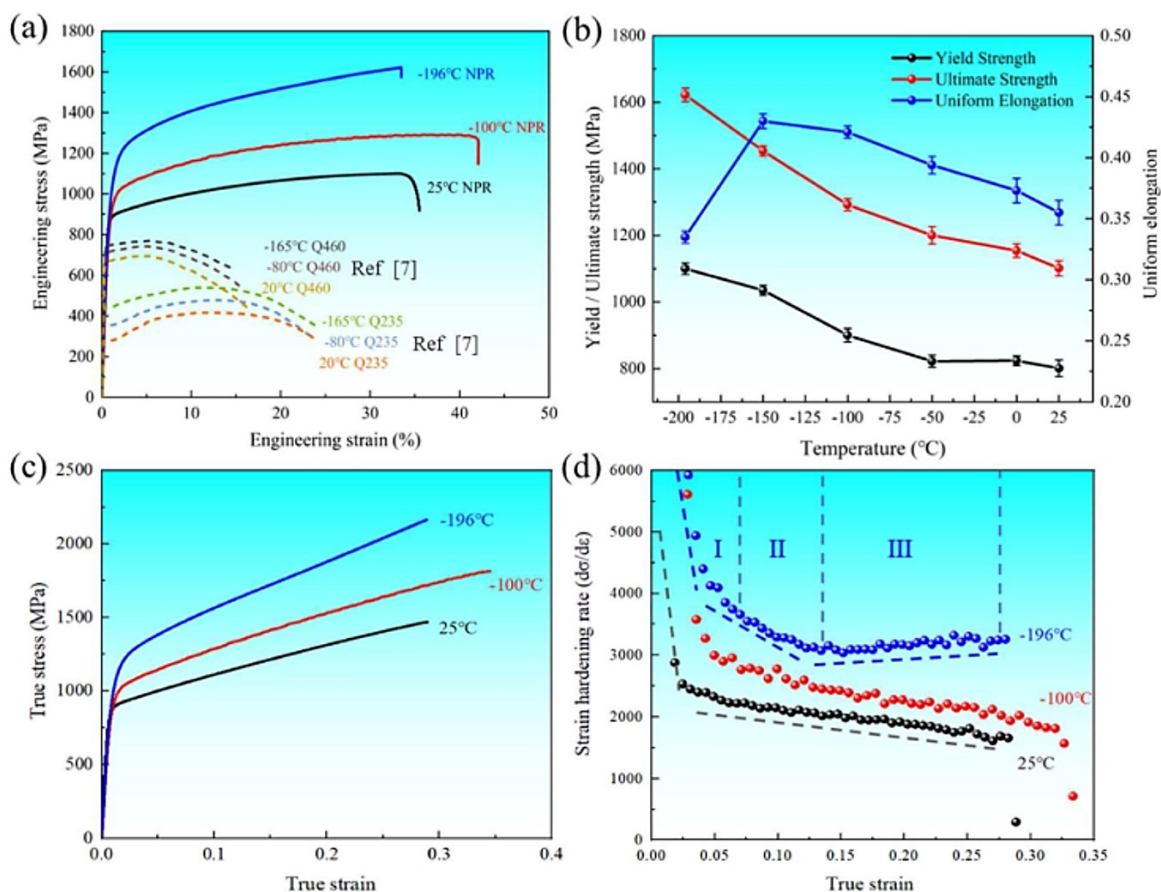 (a)
1800
1600
1400
1200
1000
800
600
400
200
0
Engineering stress (MPa)
-196℃ NPR
-100℃ NPR
25℃ NPR
-165℃ Q460
-80℃ Q460
20℃ Q460
Ref [7]
-165℃ Q235
-80℃ Q235
20℃ Q235
Ref [7]
0 10 20 30 40 50
Engineering strain (%)
(b)
1800
1600
1400
1200
1000
800
Yield / Ultimate strength (MPa)
Yield Strength
Ultimate Strength
Uniform Elongation
0.50
0.45
0.40
0.35
0.30
0.25
0.20
Uniform elongation
-200 -175 -150 -125 -100 -75 -50 -25 0 25
Temperature (℃)
(c)
2500
2000
1500
1000
500
0
True stress (MPa)
-196℃
-100℃
25℃
0.0 0.1 0.2 0.3 0.4
True strain
(d)
6000
5000
4000
3000
2000
1000
0
Strain hardening rate (dσ/dε)
I II III
-196℃
-100℃
25℃
0.00 0.05 0.10 0.15 0.20 0.25 0.30 0.35
True strain